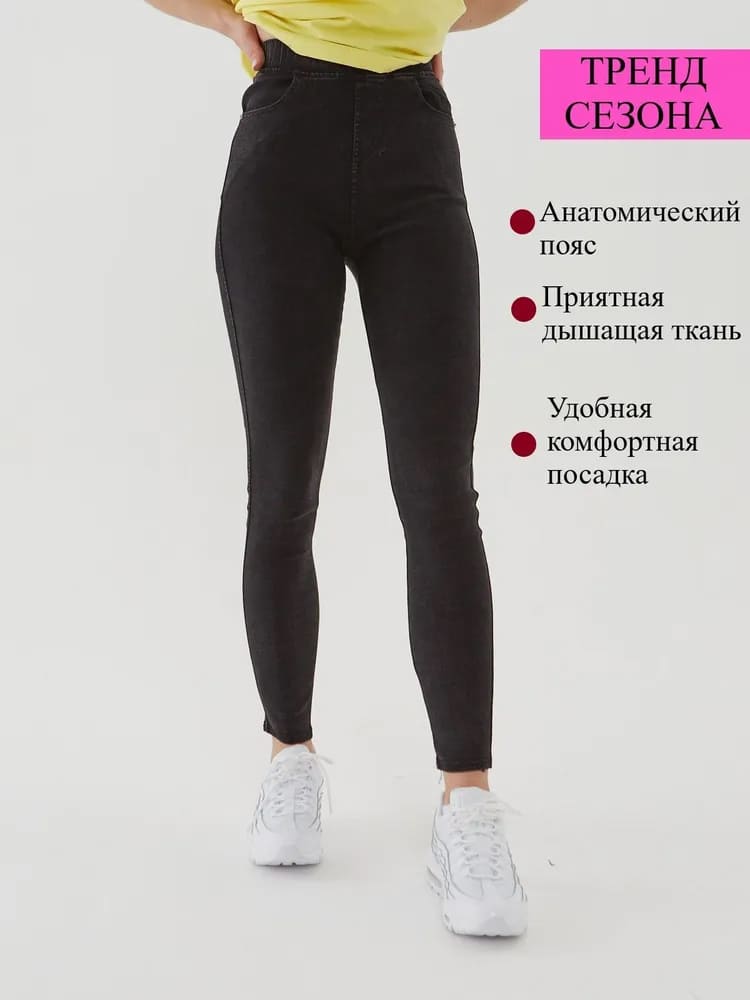 ТРЕНД
СЕЗОНА
Анатомический
пояс
Приятная
дышащая ткань
Удобная
комфортная
посадка